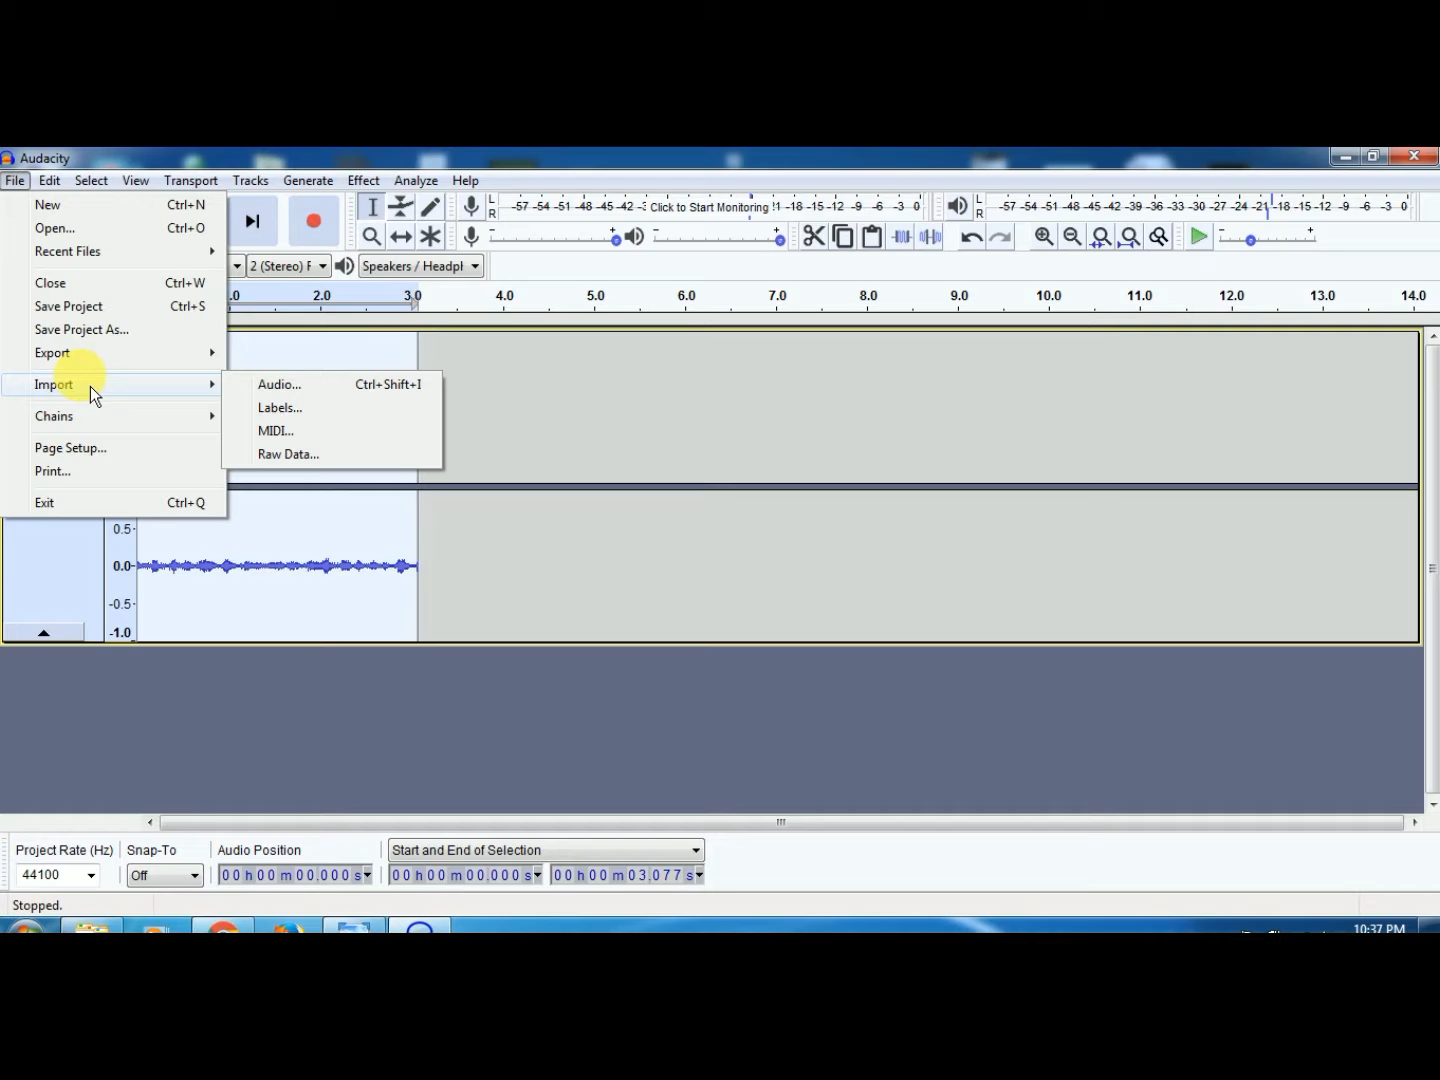 Audacity
File Edit Select View Transport Tracks Generate Effect Analyze Help
New Ctrl+N
Open... Ctrl+O
Recent Files
Close Ctrl+W
Save Project Ctrl+S
Save Project As...
Export
Import
Chains
Page Setup...
Print...
Exit Ctrl+Q
Audio... Ctrl+Shift+I
Labels...
MIDI...
Raw Data...
L
R
-57 -54 -51 -48 -45 -42 Click to Start Monitoring -18 -15 -12 -9 -6 -3 0
L
R
-57 -54 -51 -48 -45 -42 -39 -36 -33 -30 -27 -24 -21 -18 -15 -12 -9 -6 -3 0
2 (Stereo) Speakers / Headpl
2.0 3.0 4.0 5.0 6.0 7.0 8.0 9.0 10.0 11.0 12.0 13.0 14.0
0.5
0.0
-0.5
-1.0
Project Rate (Hz) Snap-To Audio Position Start and End of Selection
44100 Off 00 h 00 m 00.000 s 00 h 00 m 00.000 s 00 h 00 m 03.077 s
Stopped.
10:37 PM